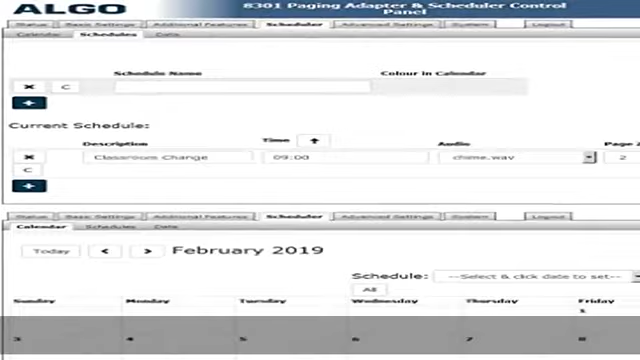 ALGO
8301 Paging Adapter & Scheduler Control
Panel
Status Basic Settings Additional Features Scheduler Advanced Settings System Logout
Calendar Schedules Data
Schedule Name Colour in Calendar
x C
+
Current Schedule:
Description Time ↑ Audio Page
x Classroom Change 09:00 chime.wav 2
C
+
Status Basic Settings Additional Features Scheduler Advanced Settings System Logout
Calendar Schedules Data
Today < > February 2019
Schedule: --Select & click date to set--
All
Sunday Monday Tuesday Wednesday Thursday Friday
1
3 4 5 6 7 8